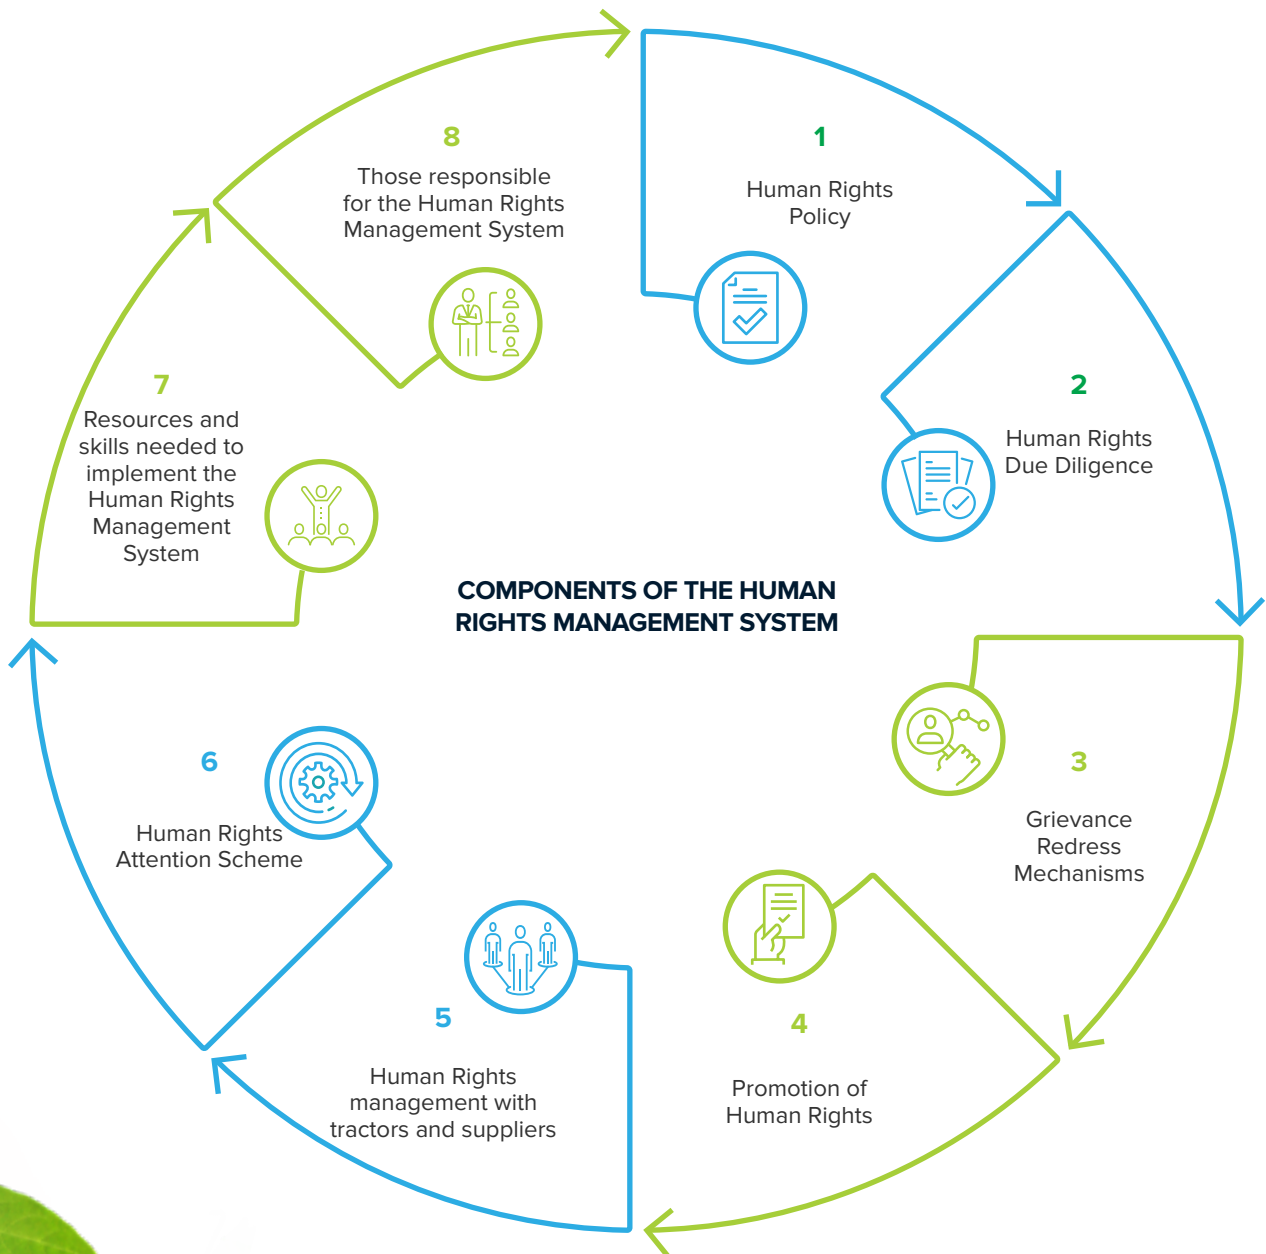 1
Human Rights
Policy
2
Human Rights
Due Diligence
3
Grievance
Redress
Mechanisms
4
Promotion of
Human Rights
5
Human Rights
management with
tractors and suppliers
6
Human Rights
Attention Scheme
7
Resources and
skills needed to
implement the
Human Rights
Management
System
8
Those responsible
for the Human Rights
Management System
COMPONENTS OF THE HUMAN
RIGHTS MANAGEMENT SYSTEM